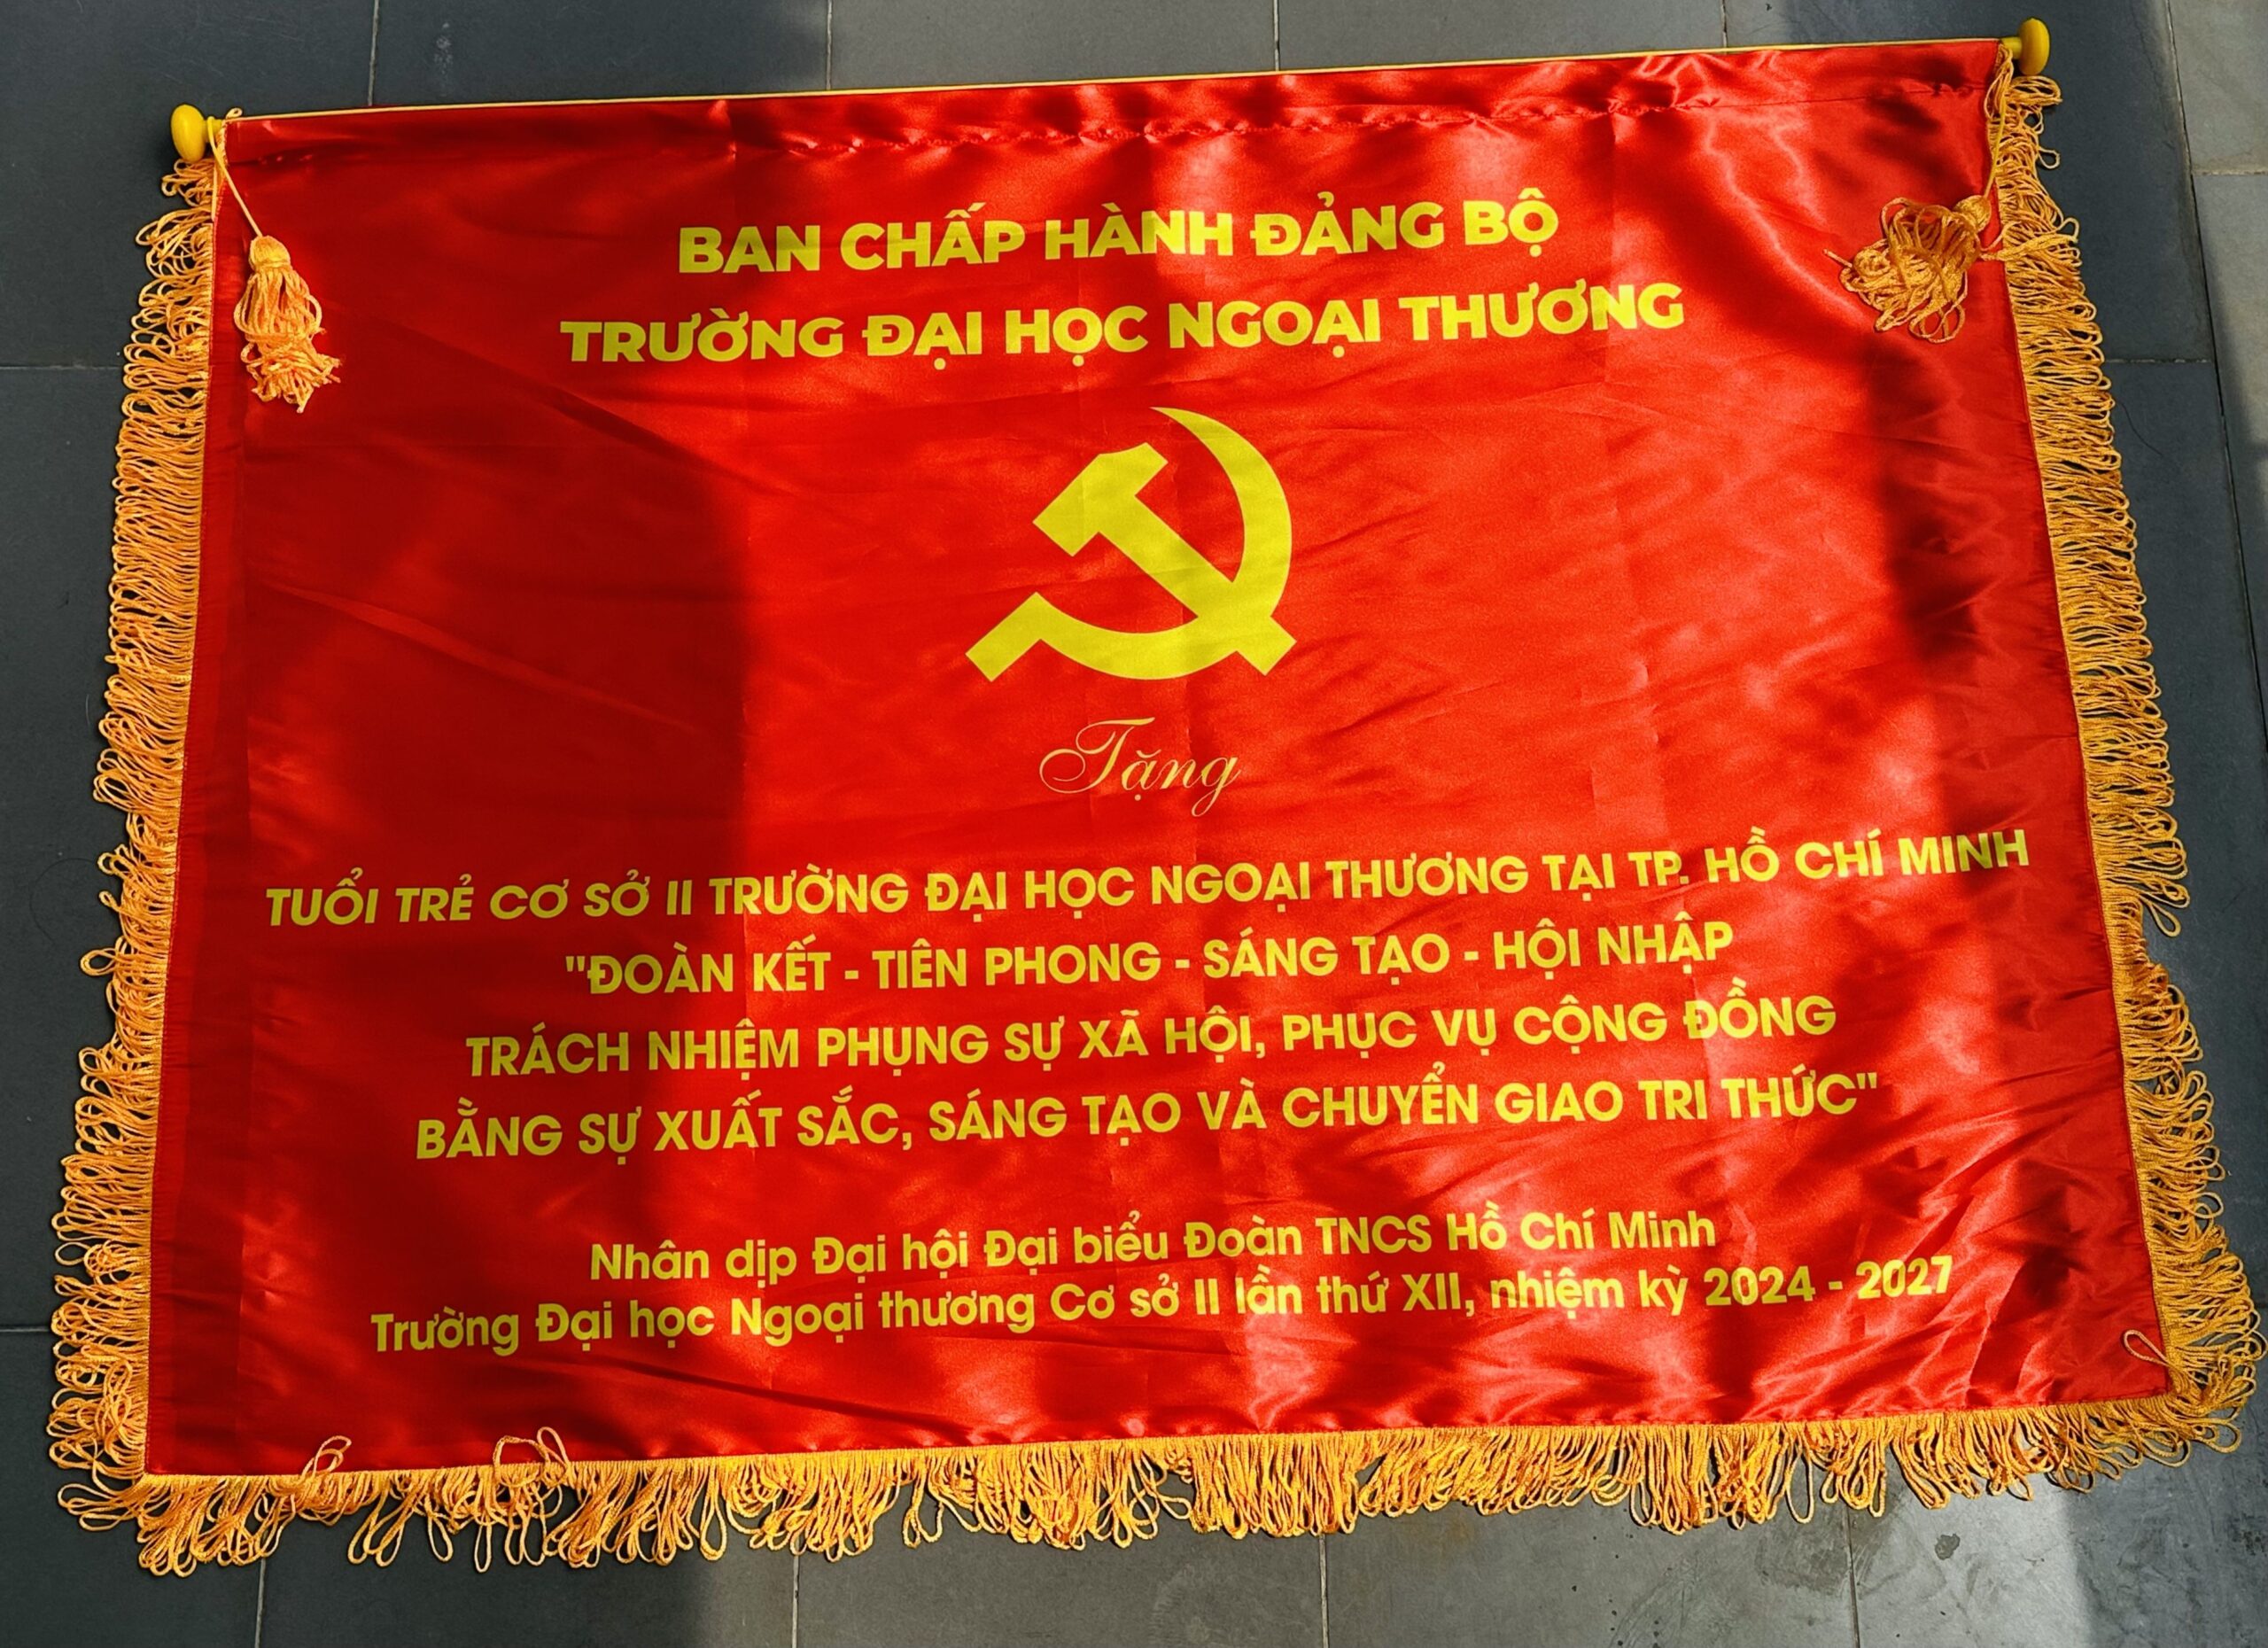 BAN CHẤP HÀNH ĐẢNG BỘ
TRƯỜNG ĐẠI HỌC NGOẠI THƯƠNG
Tặng
TUỔI TRẺ CƠ SỞ II TRƯỜNG ĐẠI HỌC NGOẠI THƯƠNG TẠI TP. HỒ CHÍ MINH
"ĐOÀN KẾT - TIÊN PHONG - SÁNG TẠO - HỘI NHẬP
TRÁCH NHIỆM PHỤNG SỰ XÃ HỘI, PHỤC VỤ CỘNG ĐỒNG
BẰNG SỰ XUẤT SẮC, SÁNG TẠO VÀ CHUYỂN GIAO TRI THỨC"
Nhân dịp Đại hội Đại biểu Đoàn TNCS Hồ Chí Minh
Trường Đại học Ngoại thương Cơ sở II lần thứ XII, nhiệm kỳ 2024 - 2027